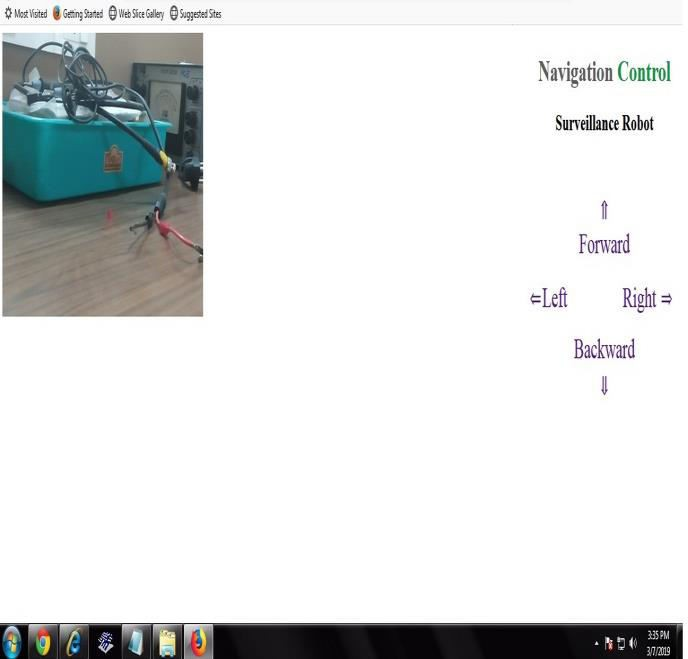 Most Visited Getting Started Web Slice Gallery Suggested Sites
Navigation Control
Surveillance Robot
⇑
Forward
⇐Left Right ⇒
Backward
⇓
3:35 PM
3/7/2019